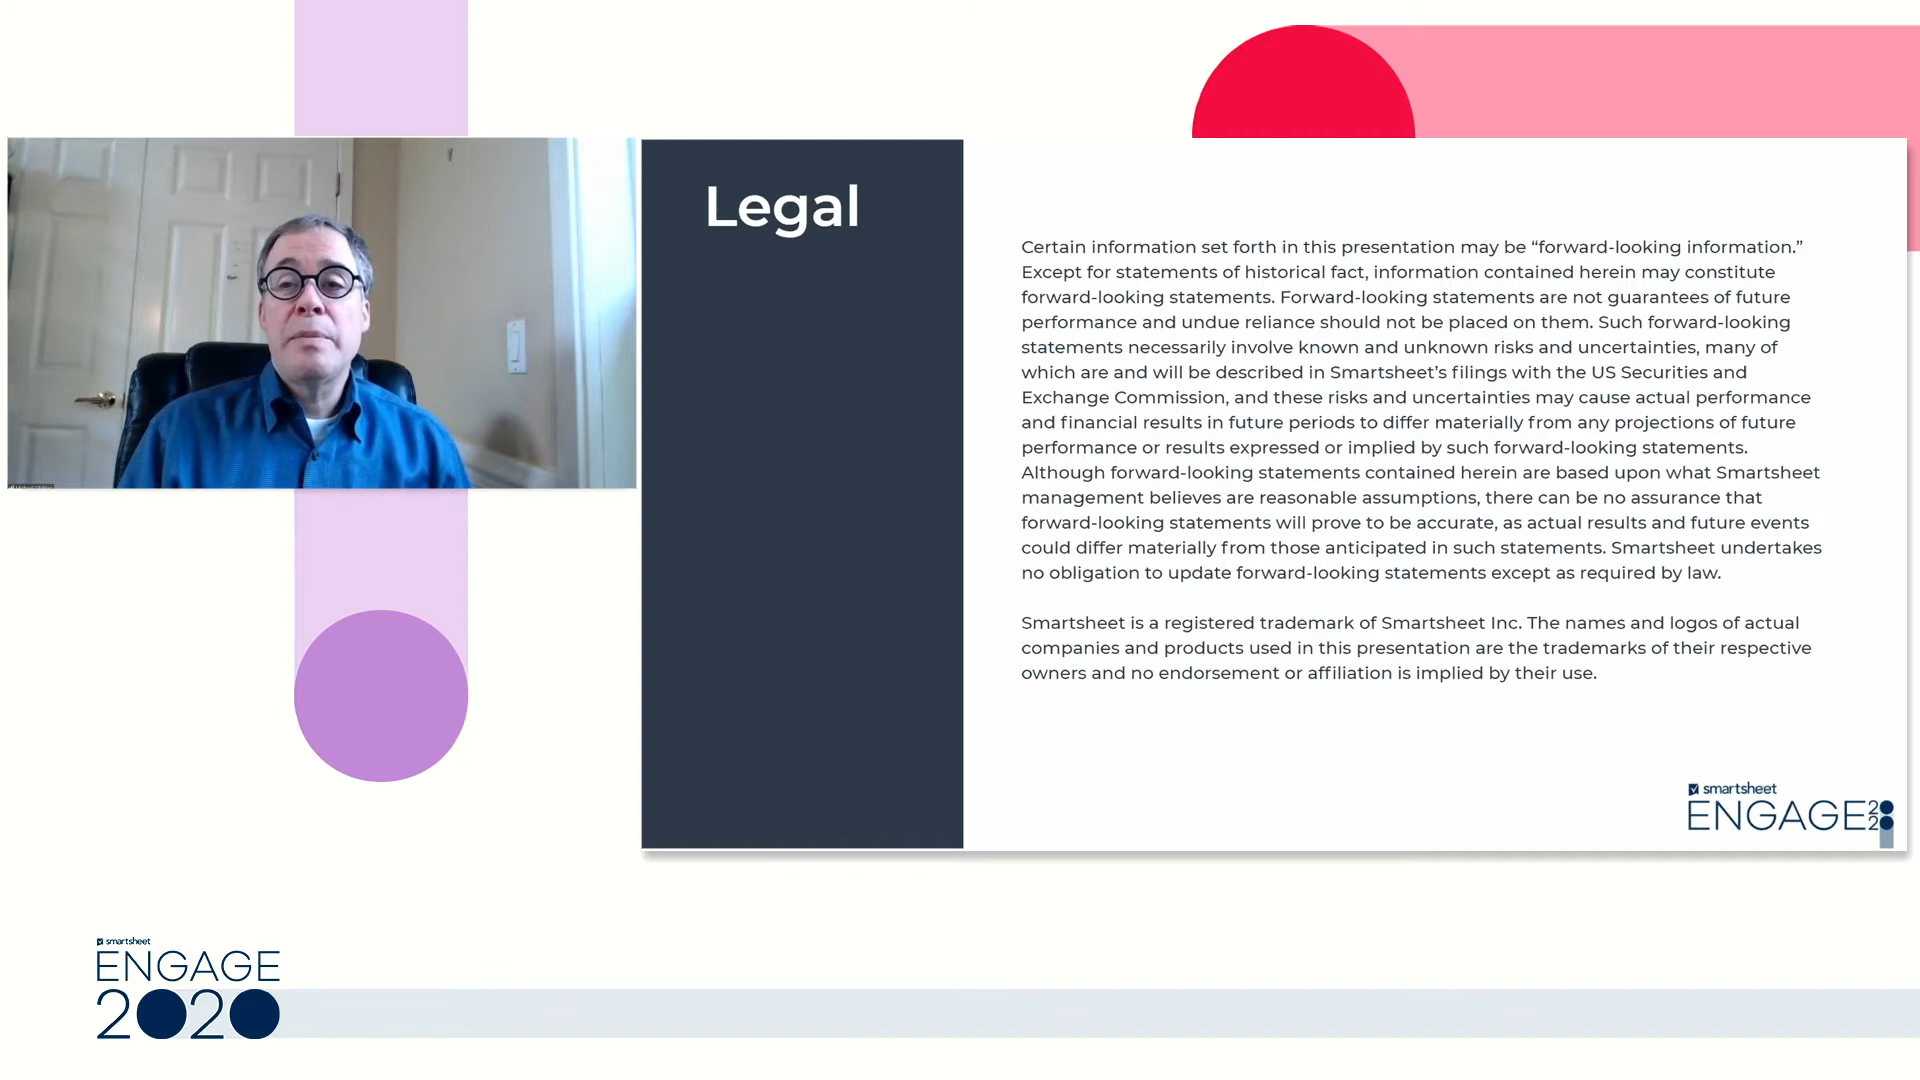 Legal
Certain information set forth in this presentation may be “forward-looking information.”
Except for statements of historical fact, information contained herein may constitute
forward-looking statements. Forward-looking statements are not guarantees of future
performance and undue reliance should not be placed on them. Such forward-looking
statements necessarily involve known and unknown risks and uncertainties, many of
which are and will be described in Smartsheet’s filings with the US Securities and
Exchange Commission, and these risks and uncertainties may cause actual performance
and financial results in future periods to differ materially from any projections of future
performance or results expressed or implied by such forward-looking statements.
Although forward-looking statements contained herein are based upon what Smartsheet
management believes are reasonable assumptions, there can be no assurance that
forward-looking statements will prove to be accurate, as actual results and future events
could differ materially from those anticipated in such statements. Smartsheet undertakes
no obligation to update forward-looking statements except as required by law.
Smartsheet is a registered trademark of Smartsheet Inc. The names and logos of actual
companies and products used in this presentation are the trademarks of their respective
owners and no endorsement or affiliation is implied by their use.
smartsheet
ENGAGE 2020
smartsheet
ENGAGE
2020